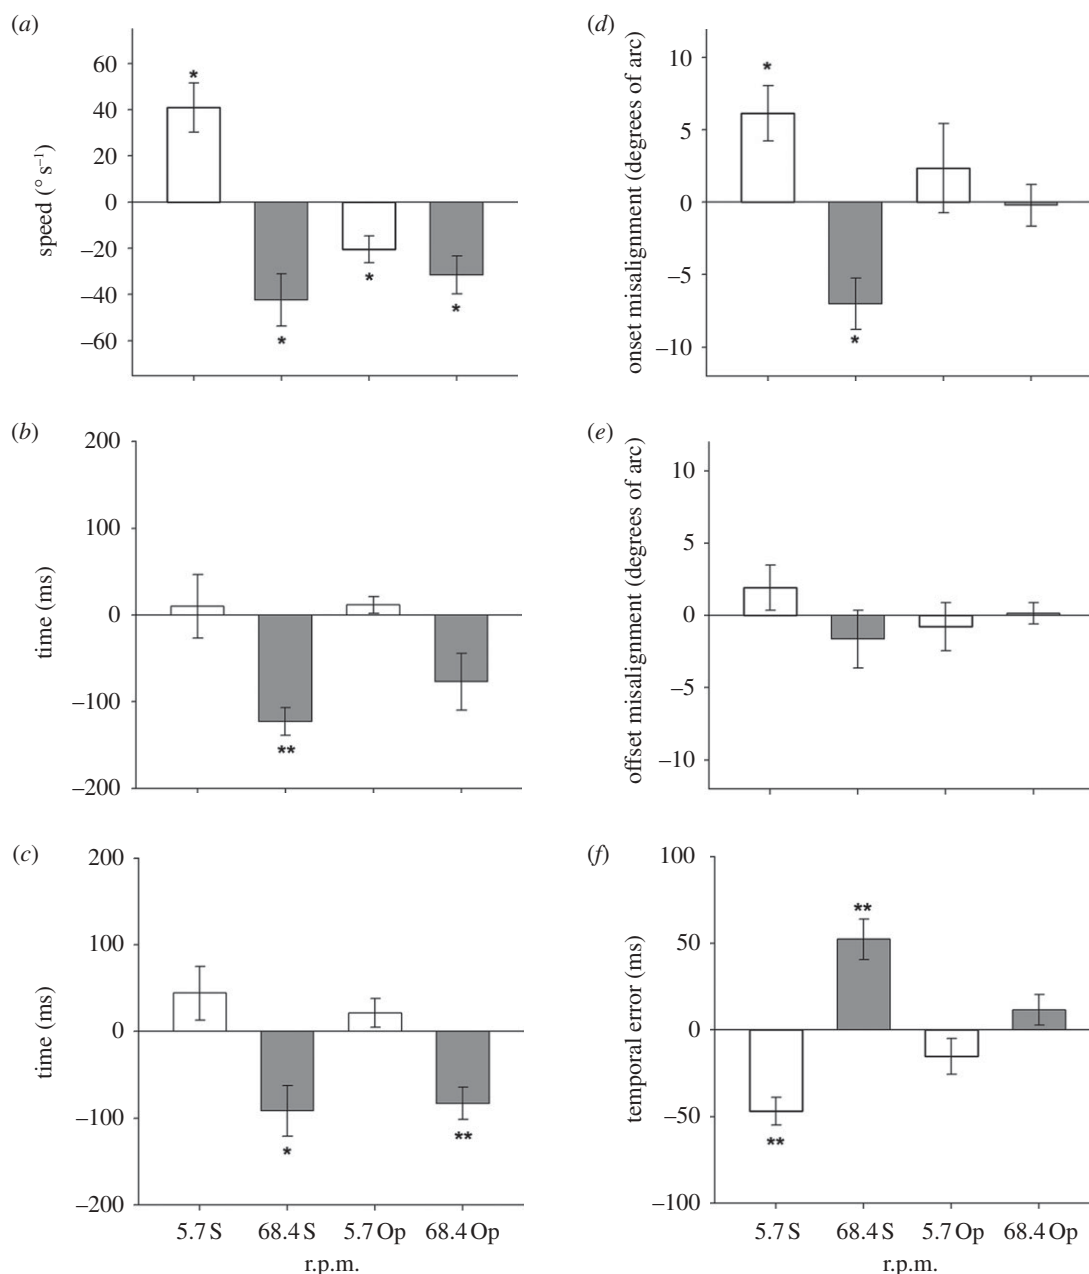 (a)
60
40
20
0
–20
–40
–60
speed (° s⁻¹)
*
*
*
*
(b)
200
100
0
–100
–200
time (ms)
**
(c)
200
100
0
–100
–200
time (ms)
*
**
5.7 S 68.4 S 5.7 Op 68.4 Op
r.p.m.
(d)
10
5
0
–5
–10
onset misalignment (degrees of arc)
*
*
(e)
10
5
0
–5
–10
offset misalignment (degrees of arc)
(f)
100
50
0
–50
–100
temporal error (ms)
**
**
5.7 S 68.4 S 5.7 Op 68.4 Op
r.p.m.